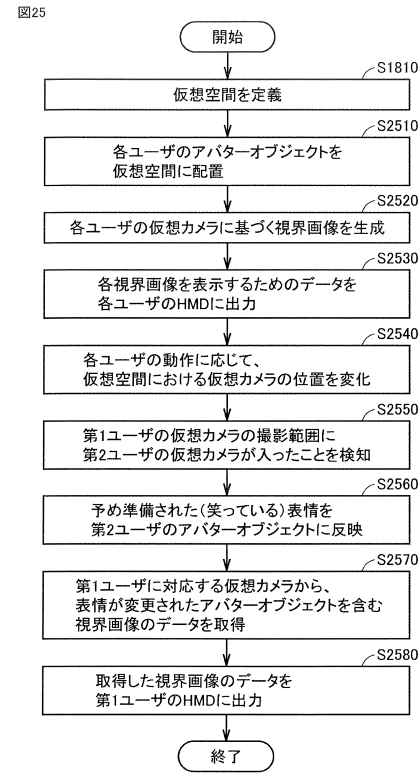 図25
開始
S1810
仮想空間を定義
S2510
各ユーザのアバターオブジェクトを
仮想空間に配置
S2520
各ユーザの仮想カメラに基づく視界画像を生成
S2530
各視界画像を表示するためのデータを
各ユーザのHMDに出力
S2540
各ユーザの動作に応じて、
仮想空間における仮想カメラの位置を変化
S2550
第1ユーザの仮想カメラの撮影範囲に
第2ユーザの仮想カメラが入ったことを検知
S2560
予め準備された(笑っている)表情を
第2ユーザのアバターオブジェクトに反映
S2570
第1ユーザに対応する仮想カメラから、
表情が変更されたアバターオブジェクトを含む
視界画像のデータを取得
S2580
取得した視界画像のデータを
第1ユーザのHMDに出力
終了